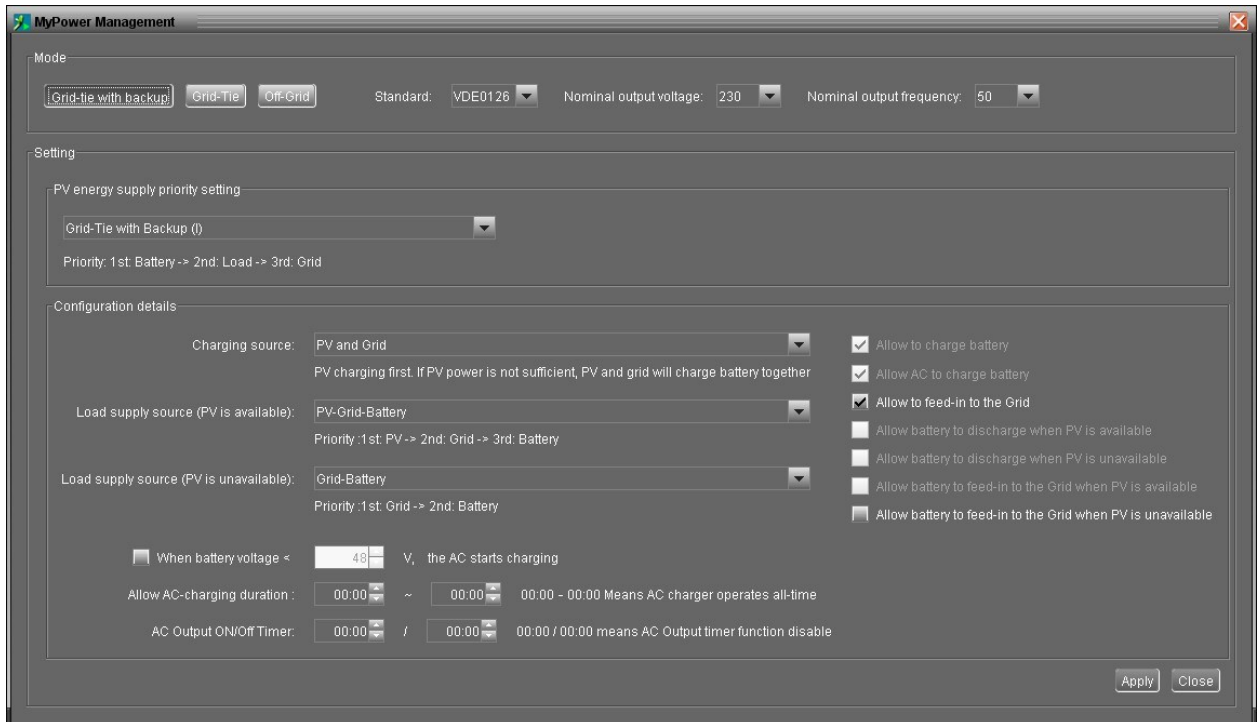 MyPower Management
Mode
Grid-tie with backup Grid-Tie Off-Grid Standard: VDE0126 Nominal output voltage: 230 Nominal output frequency: 50
Setting
PV energy supply priority setting
Grid-Tie with Backup (I)
Priority: 1st: Battery -> 2nd: Load -> 3rd: Grid
Configuration details
Charging source: PV and Grid
PV charging first. If PV power is not sufficient, PV and grid will charge battery together
Load supply source (PV is available): PV-Grid-Battery
Priority :1st: PV -> 2nd: Grid -> 3rd: Battery
Load supply source (PV is unavailable): Grid-Battery
Priority :1st: Grid -> 2nd: Battery
Allow to charge battery
Allow AC to charge battery
Allow to feed-in to the Grid
Allow battery to discharge when PV is available
Allow battery to discharge when PV is unavailable
Allow battery to feed-in to the Grid when PV is available
Allow battery to feed-in to the Grid when PV is unavailable
When battery voltage < 48 V, the AC starts charging
Allow AC-charging duration : 00:00 ~ 00:00 00:00 - 00:00 Means AC charger operates all-time
AC Output ON/Off Timer: 00:00 / 00:00 00:00 / 00:00 means AC Output timer function disable
Apply Close